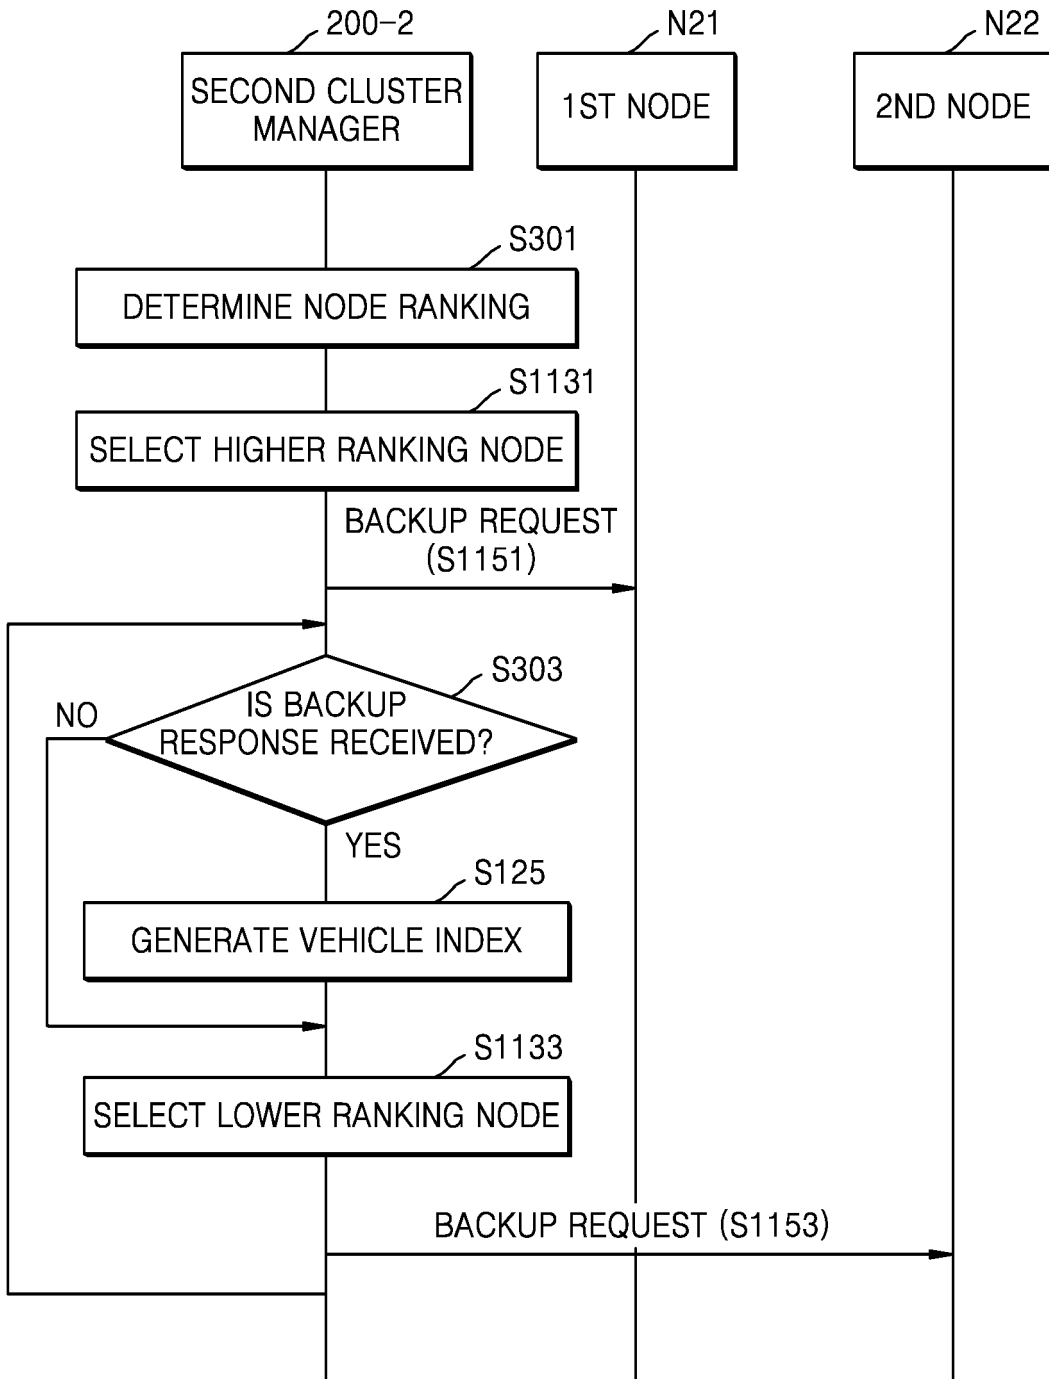 200-2
N21
N22
SECOND CLUSTER
MANAGER
1ST NODE
2ND NODE
S301
DETERMINE NODE RANKING
S1131
SELECT HIGHER RANKING NODE
BACKUP REQUEST
(S1151)
S303
NO
IS BACKUP
RESPONSE RECEIVED?
YES
S125
GENERATE VEHICLE INDEX
S1133
SELECT LOWER RANKING NODE
BACKUP REQUEST (S1153)